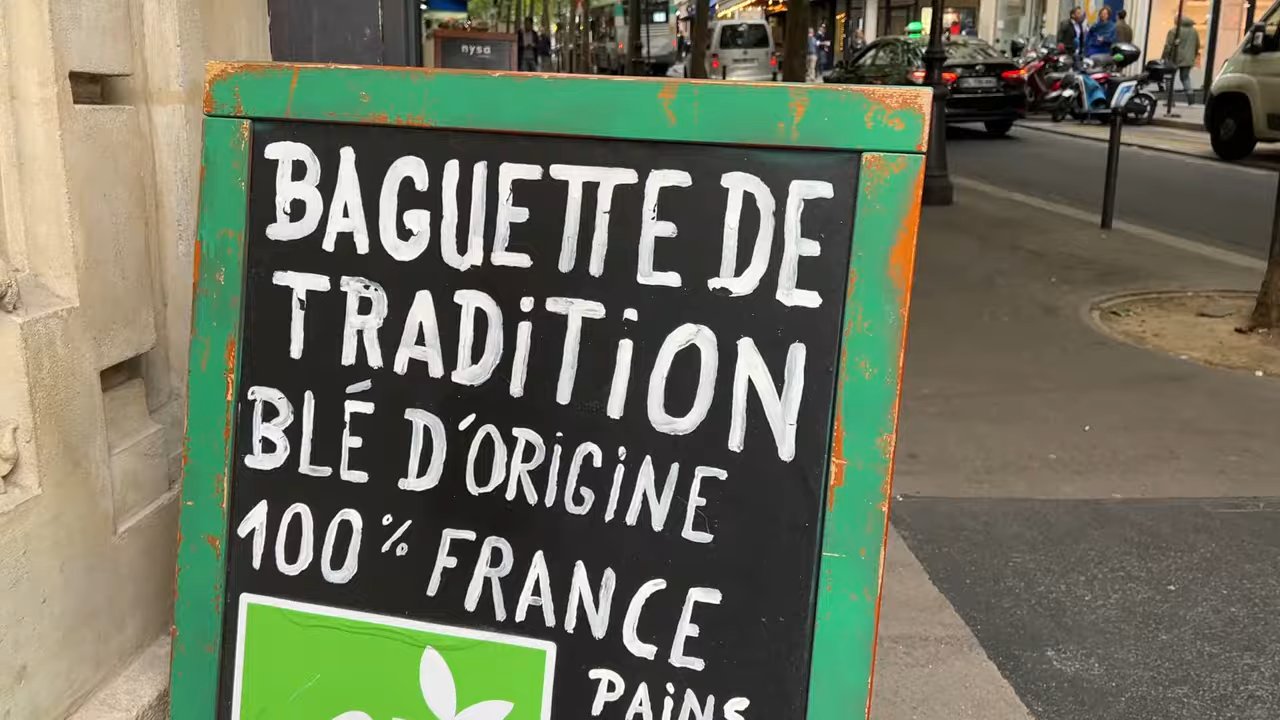 nysa
BAGUETTE DE
TRADiTiON
BLÉ D'ORiGiNE
100% FRANCE
PAiNS